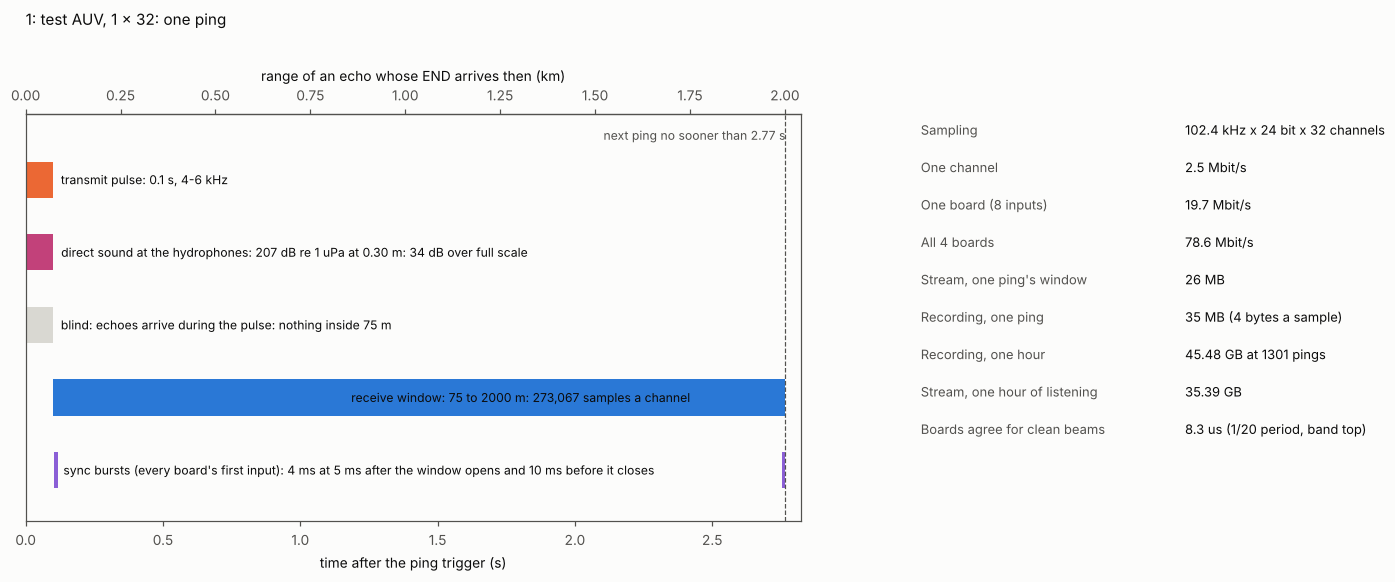 1: test AUV, 1 × 32: one ping
range of an echo whose END arrives then (km)
0.00 0.25 0.50 0.75 1.00 1.25 1.50 1.75 2.00
next ping no sooner than 2.77 s
transmit pulse: 0.1 s, 4-6 kHz
direct sound at the hydrophones: 207 dB re 1 uPa at 0.30 m: 34 dB over full scale
blind: echoes arrive during the pulse: nothing inside 75 m
receive window: 75 to 2000 m: 273,067 samples a channel
sync bursts (every board's first input): 4 ms at 5 ms after the window opens and 10 ms before it closes
0.0 0.5 1.0 1.5 2.0 2.5
time after the ping trigger (s)
Sampling 102.4 kHz x 24 bit x 32 channels
One channel 2.5 Mbit/s
One board (8 inputs) 19.7 Mbit/s
All 4 boards 78.6 Mbit/s
Stream, one ping's window 26 MB
Recording, one ping 35 MB (4 bytes a sample)
Recording, one hour 45.48 GB at 1301 pings
Stream, one hour of listening 35.39 GB
Boards agree for clean beams 8.3 us (1/20 period, band top)